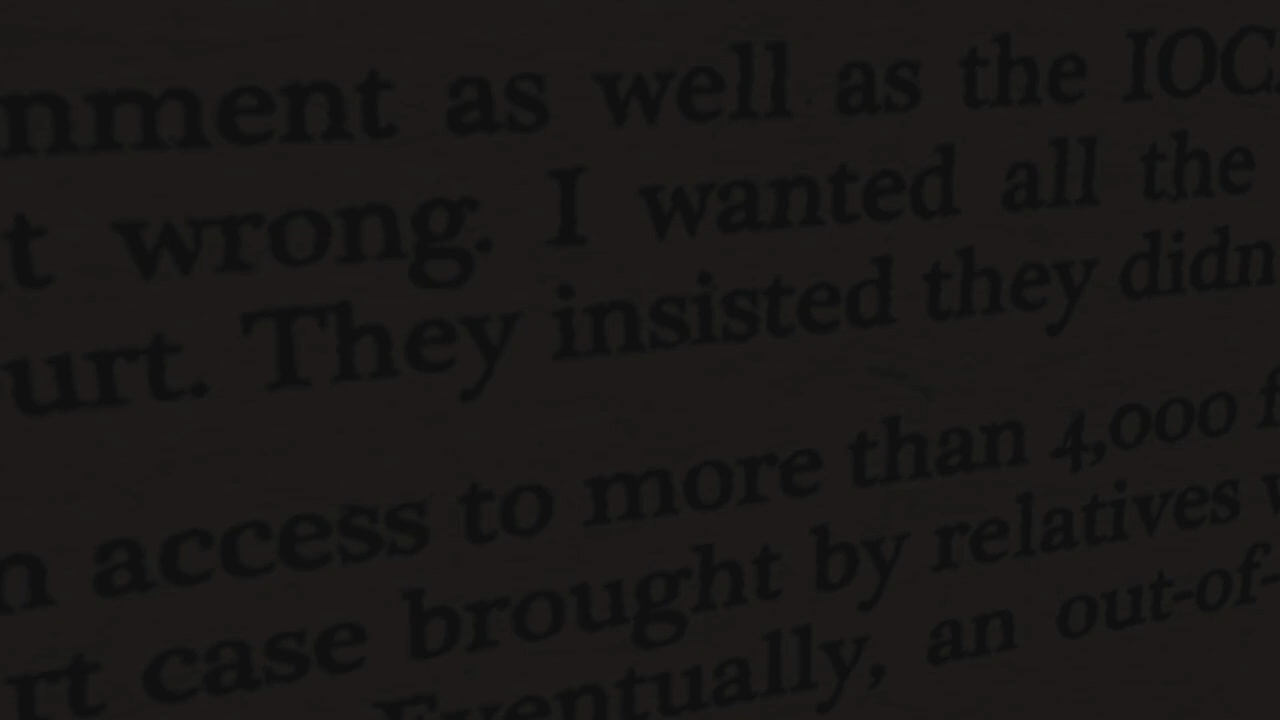 nment as well as the IOC
t wrong. I wanted all the
urt. They insisted they didn
n access to more than 4,000 f
rt case brought by relatives
Eventually, an out-of-